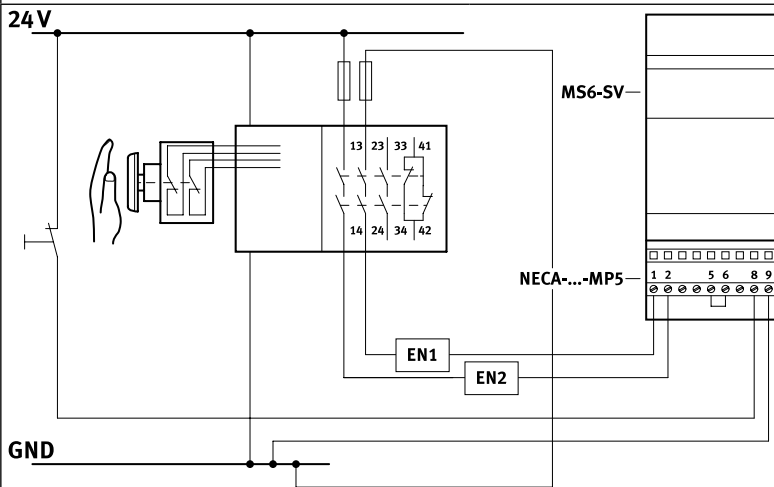 24 V
MS6-SV
13 23 33 41
14 24 34 42
NECA-...-MP5
1 2 5 6 8 9
EN1
EN2
GND